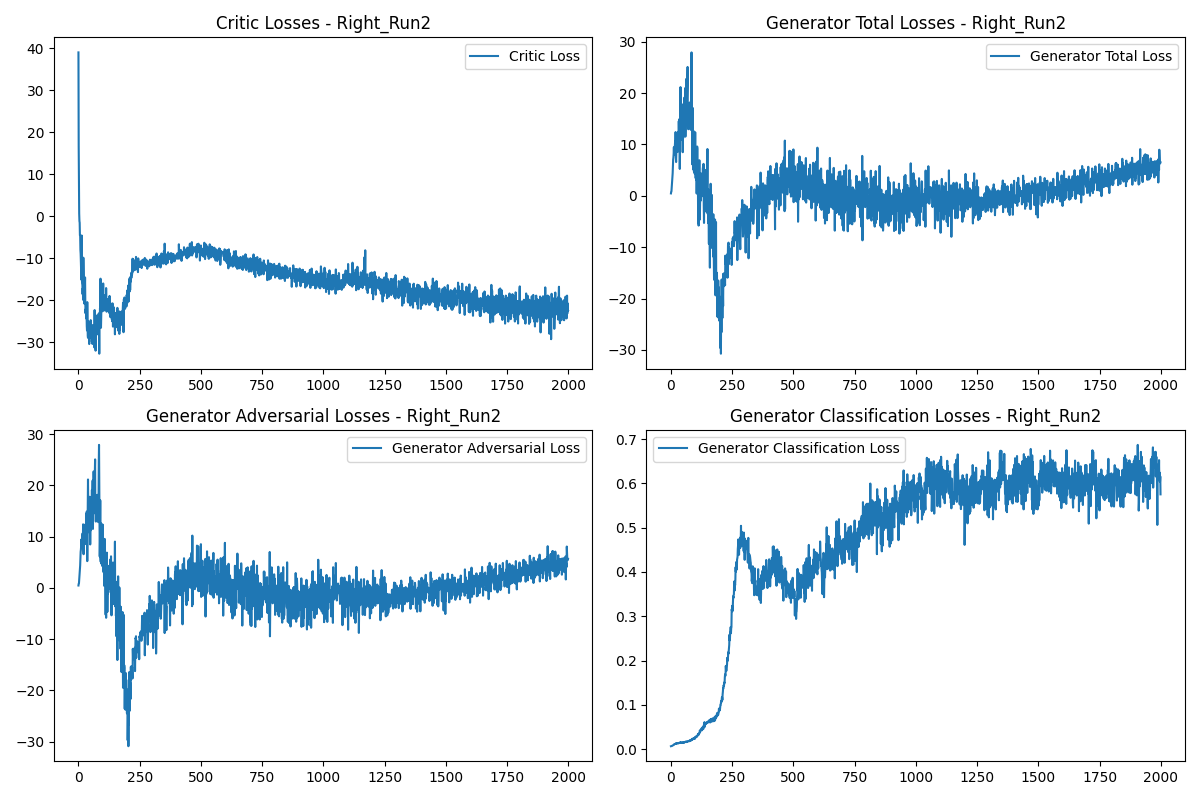 Critic Losses - Right_Run2
Critic Loss
40
30
20
10
0
−10
−20
−30
0 250 500 750 1000 1250 1500 1750 2000
Generator Total Losses - Right_Run2
Generator Total Loss
30
20
10
0
−10
−20
−30
0 250 500 750 1000 1250 1500 1750 2000
Generator Adversarial Losses - Right_Run2
Generator Adversarial Loss
30
20
10
0
−10
−20
−30
0 250 500 750 1000 1250 1500 1750 2000
Generator Classification Losses - Right_Run2
Generator Classification Loss
0.7
0.6
0.5
0.4
0.3
0.2
0.1
0.0
0 250 500 750 1000 1250 1500 1750 2000